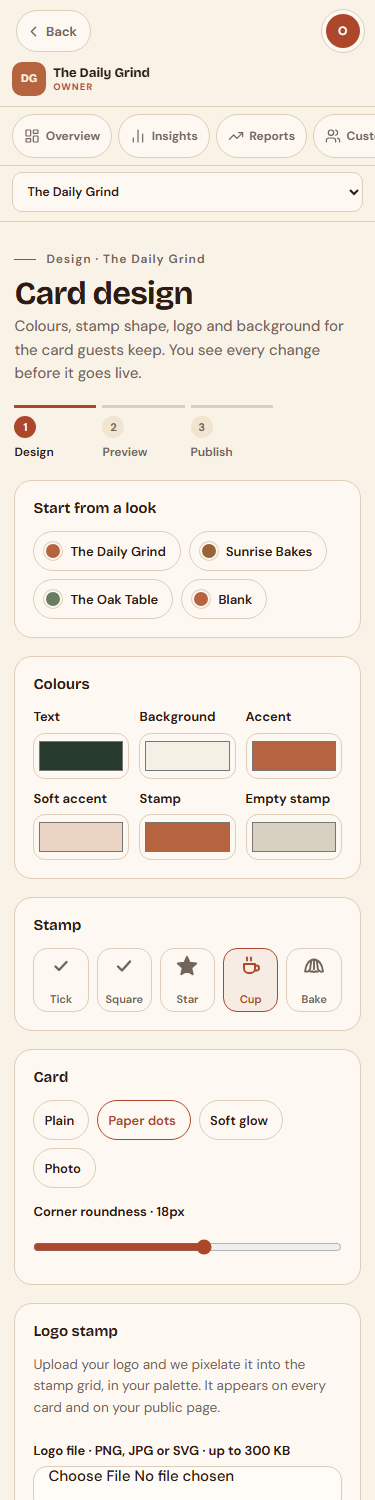 Back
O
DG
The Daily Grind
OWNER
Overview
Insights
Reports
The Daily Grind
Design · The Daily Grind
Card design
Colours, stamp shape, logo and background for
the card guests keep. You see every change
before it goes live.
1
2
3
Design
Preview
Publish
Start from a look
The Daily Grind
Sunrise Bakes
The Oak Table
Blank
Colours
Text
Background
Accent
Soft accent
Stamp
Empty stamp
Stamp
Tick
Square
Star
Cup
Bake
Card
Plain
Paper dots
Soft glow
Photo
Corner roundness · 18px
Logo stamp
Upload your logo and we pixelate it into the
stamp grid, in your palette. It appears on every
card and on your public page.
Logo file · PNG, JPG or SVG · up to 300 KB
Choose File No file chosen